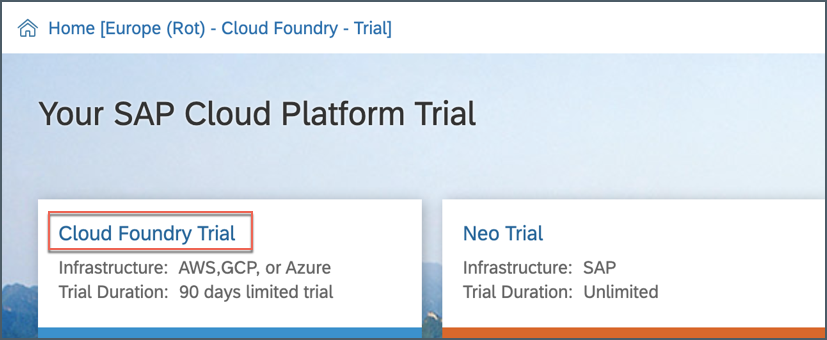 Home [Europe (Rot) - Cloud Foundry - Trial]
Your SAP Cloud Platform Trial
Cloud Foundry Trial
Infrastructure: AWS,GCP, or Azure
Trial Duration: 90 days limited trial
Neo Trial
Infrastructure: SAP
Trial Duration: Unlimited